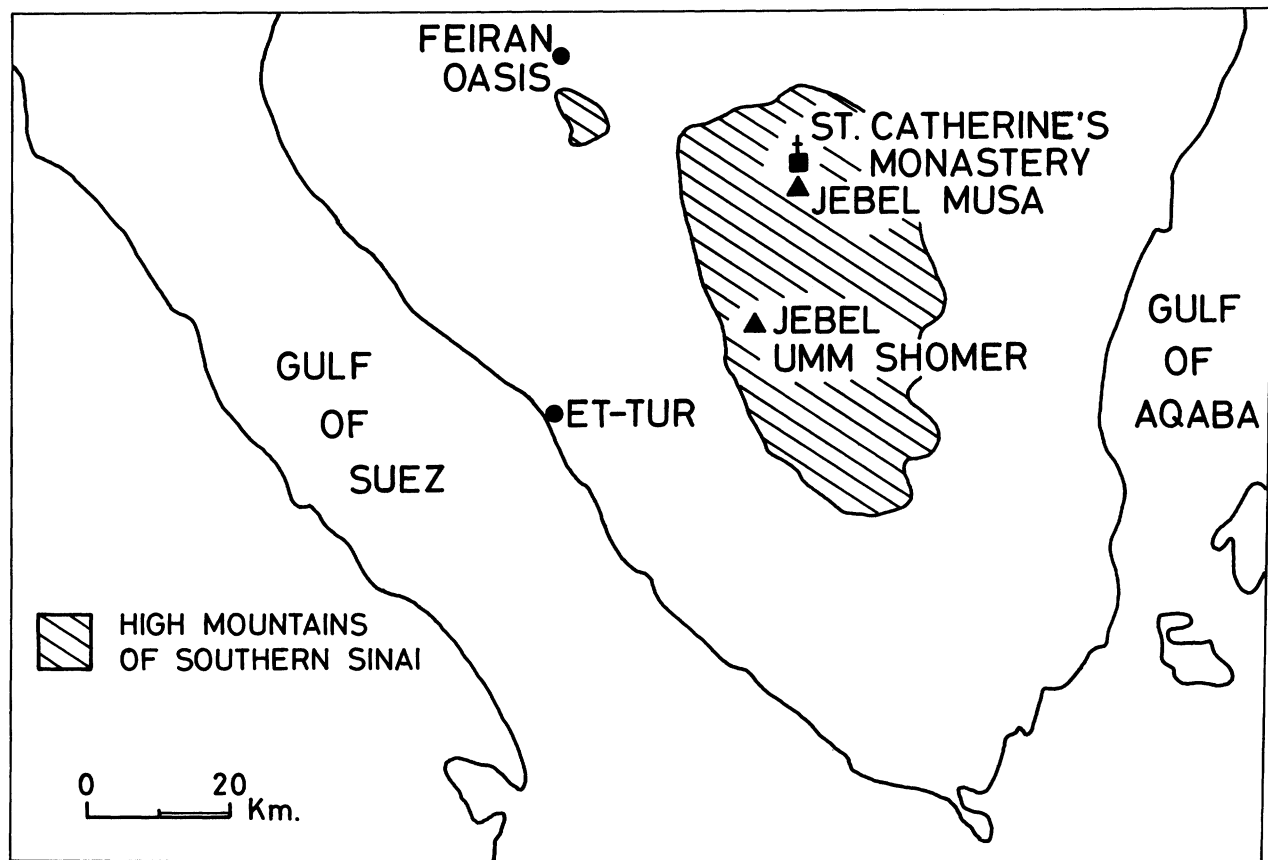 FEIRAN
OASIS
ST. CATHERINE'S
MONASTERY
JEBEL MUSA
JEBEL
UMM SHOMER
GULF
OF
AQABA
GULF
OF
SUEZ
ET-TUR
HIGH MOUNTAINS
OF SOUTHERN SINAI
0 20
Km.